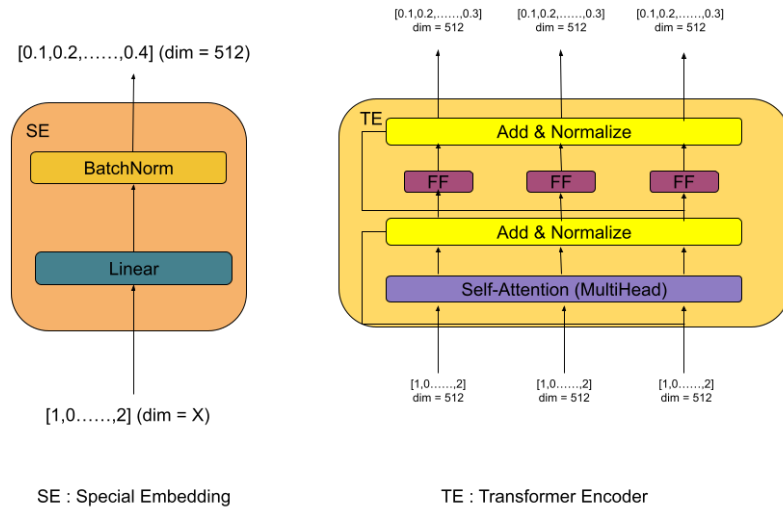 [0.1,0.2,……,0.4] (dim = 512)
SE
BatchNorm
Linear
[1,0……,2] (dim = X)
SE : Special Embedding
[0.1,0.2,……,0.3]
dim = 512
[0.1,0.2,……,0.3]
dim = 512
[0.1,0.2,……,0.3]
dim = 512
TE
Add & Normalize
FF
FF
FF
Add & Normalize
Self-Attention (MultiHead)
[1,0……,2]
dim = 512
[1,0……,2]
dim = 512
[1,0……,2]
dim = 512
TE : Transformer Encoder